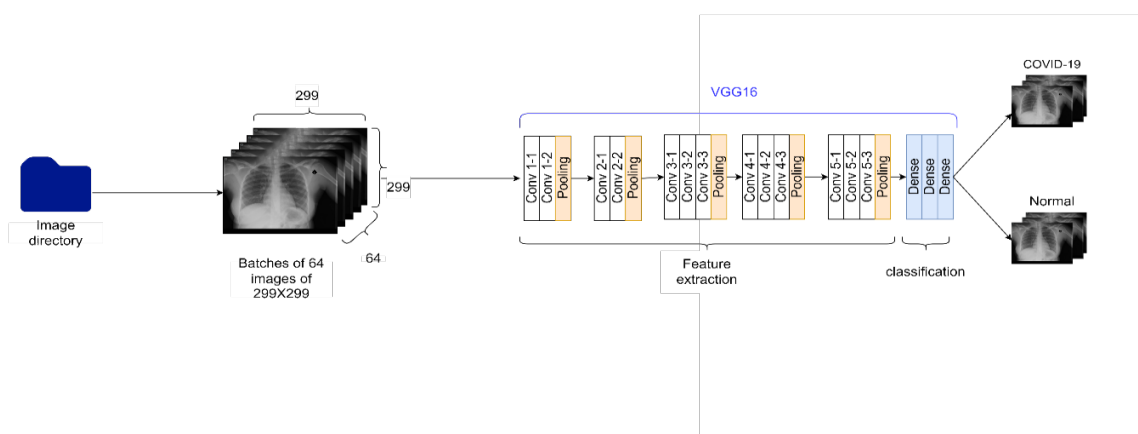 Image
directory
299
299
64
Batches of 64
images of
299X299
VGG16
Conv 1-1
Conv 1-2
Pooling
Conv 2-1
Conv 2-2
Pooling
Conv 3-1
Conv 3-2
Conv 3-3
Pooling
Conv 4-1
Conv 4-2
Conv 4-3
Pooling
Conv 5-1
Conv 5-2
Conv 5-3
Pooling
Dense
Dense
Dense
Feature
extraction
classification
COVID-19
Normal